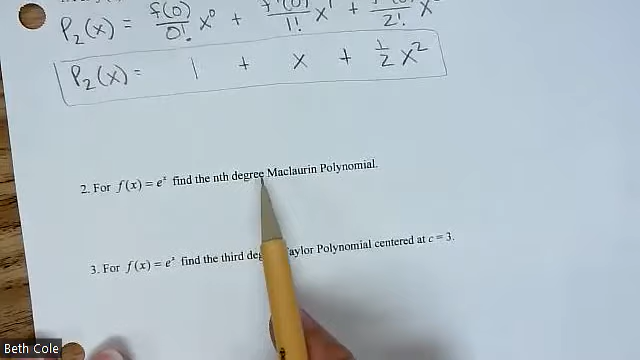 P₂(x) = f(0)/0! x⁰ + f'(0)/1! x¹ + /2! x
P₂(x) = 1 + x + 1/2 x²
2. For f(x) = eˣ find the nth degree Maclaurin Polynomial.
3. For f(x) = eˣ find the third Taylor Polynomial centered at c = 3.
Beth Cole